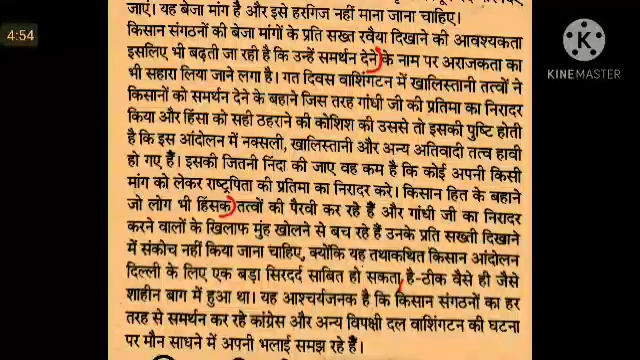 जाएं। यह बेजा मांग है और इसे हरगिज नहीं माना जाना चाहिए।
किसान संगठनों की बेजा मांगों के प्रति सख्त रवैया दिखाने की आवश्यकता
4:54
इसलिए भी बढ़ती जा रही है कि उन्हें समर्थन देने के नाम पर अराजकता का
भी सहारा लिया जाने लगा है। गत दिवस वाशिंगटन में खालिस्तानी तत्वों ने
किसानों को समर्थन देने के बहाने जिस तरह गांधी जी की प्रतिमा का निरादर
किया और हिंसा को सही ठहराने की कोशिश की उससे तो इसकी पुष्टि होती
है कि इस आंदोलन में नक्सली, खालिस्तानी और अन्य अतिवादी तत्व हावी
हो गए हैं। इसकी जितनी निंदा की जाए वह कम है कि कोई अपनी किसी
मांग को लेकर राष्ट्रपिता की प्रतिमा का निरादर करे। किसान हित के बहाने
जो लोग भी हिंसक तत्वों की पैरवी कर रहे हैं और गांधी जी का निरादर
करने वालों के खिलाफ मुंह खोलने से बच रहे हैं उनके प्रति सख्ती दिखाने
में संकोच नहीं किया जाना चाहिए, क्योंकि यह तथाकथित किसान आंदोलन
दिल्ली के लिए एक बड़ा सिरदर्द साबित हो सकता है-ठीक वैसे ही जैसे
शाहीन बाग में हुआ था। यह आश्चर्यजनक है कि किसान संगठनों का हर
तरह से समर्थन कर रहे कांग्रेस और अन्य विपक्षी दल वाशिंगटन की घटना
पर मौन साधने में अपनी भलाई समझ रहे हैं।
KINEMASTER